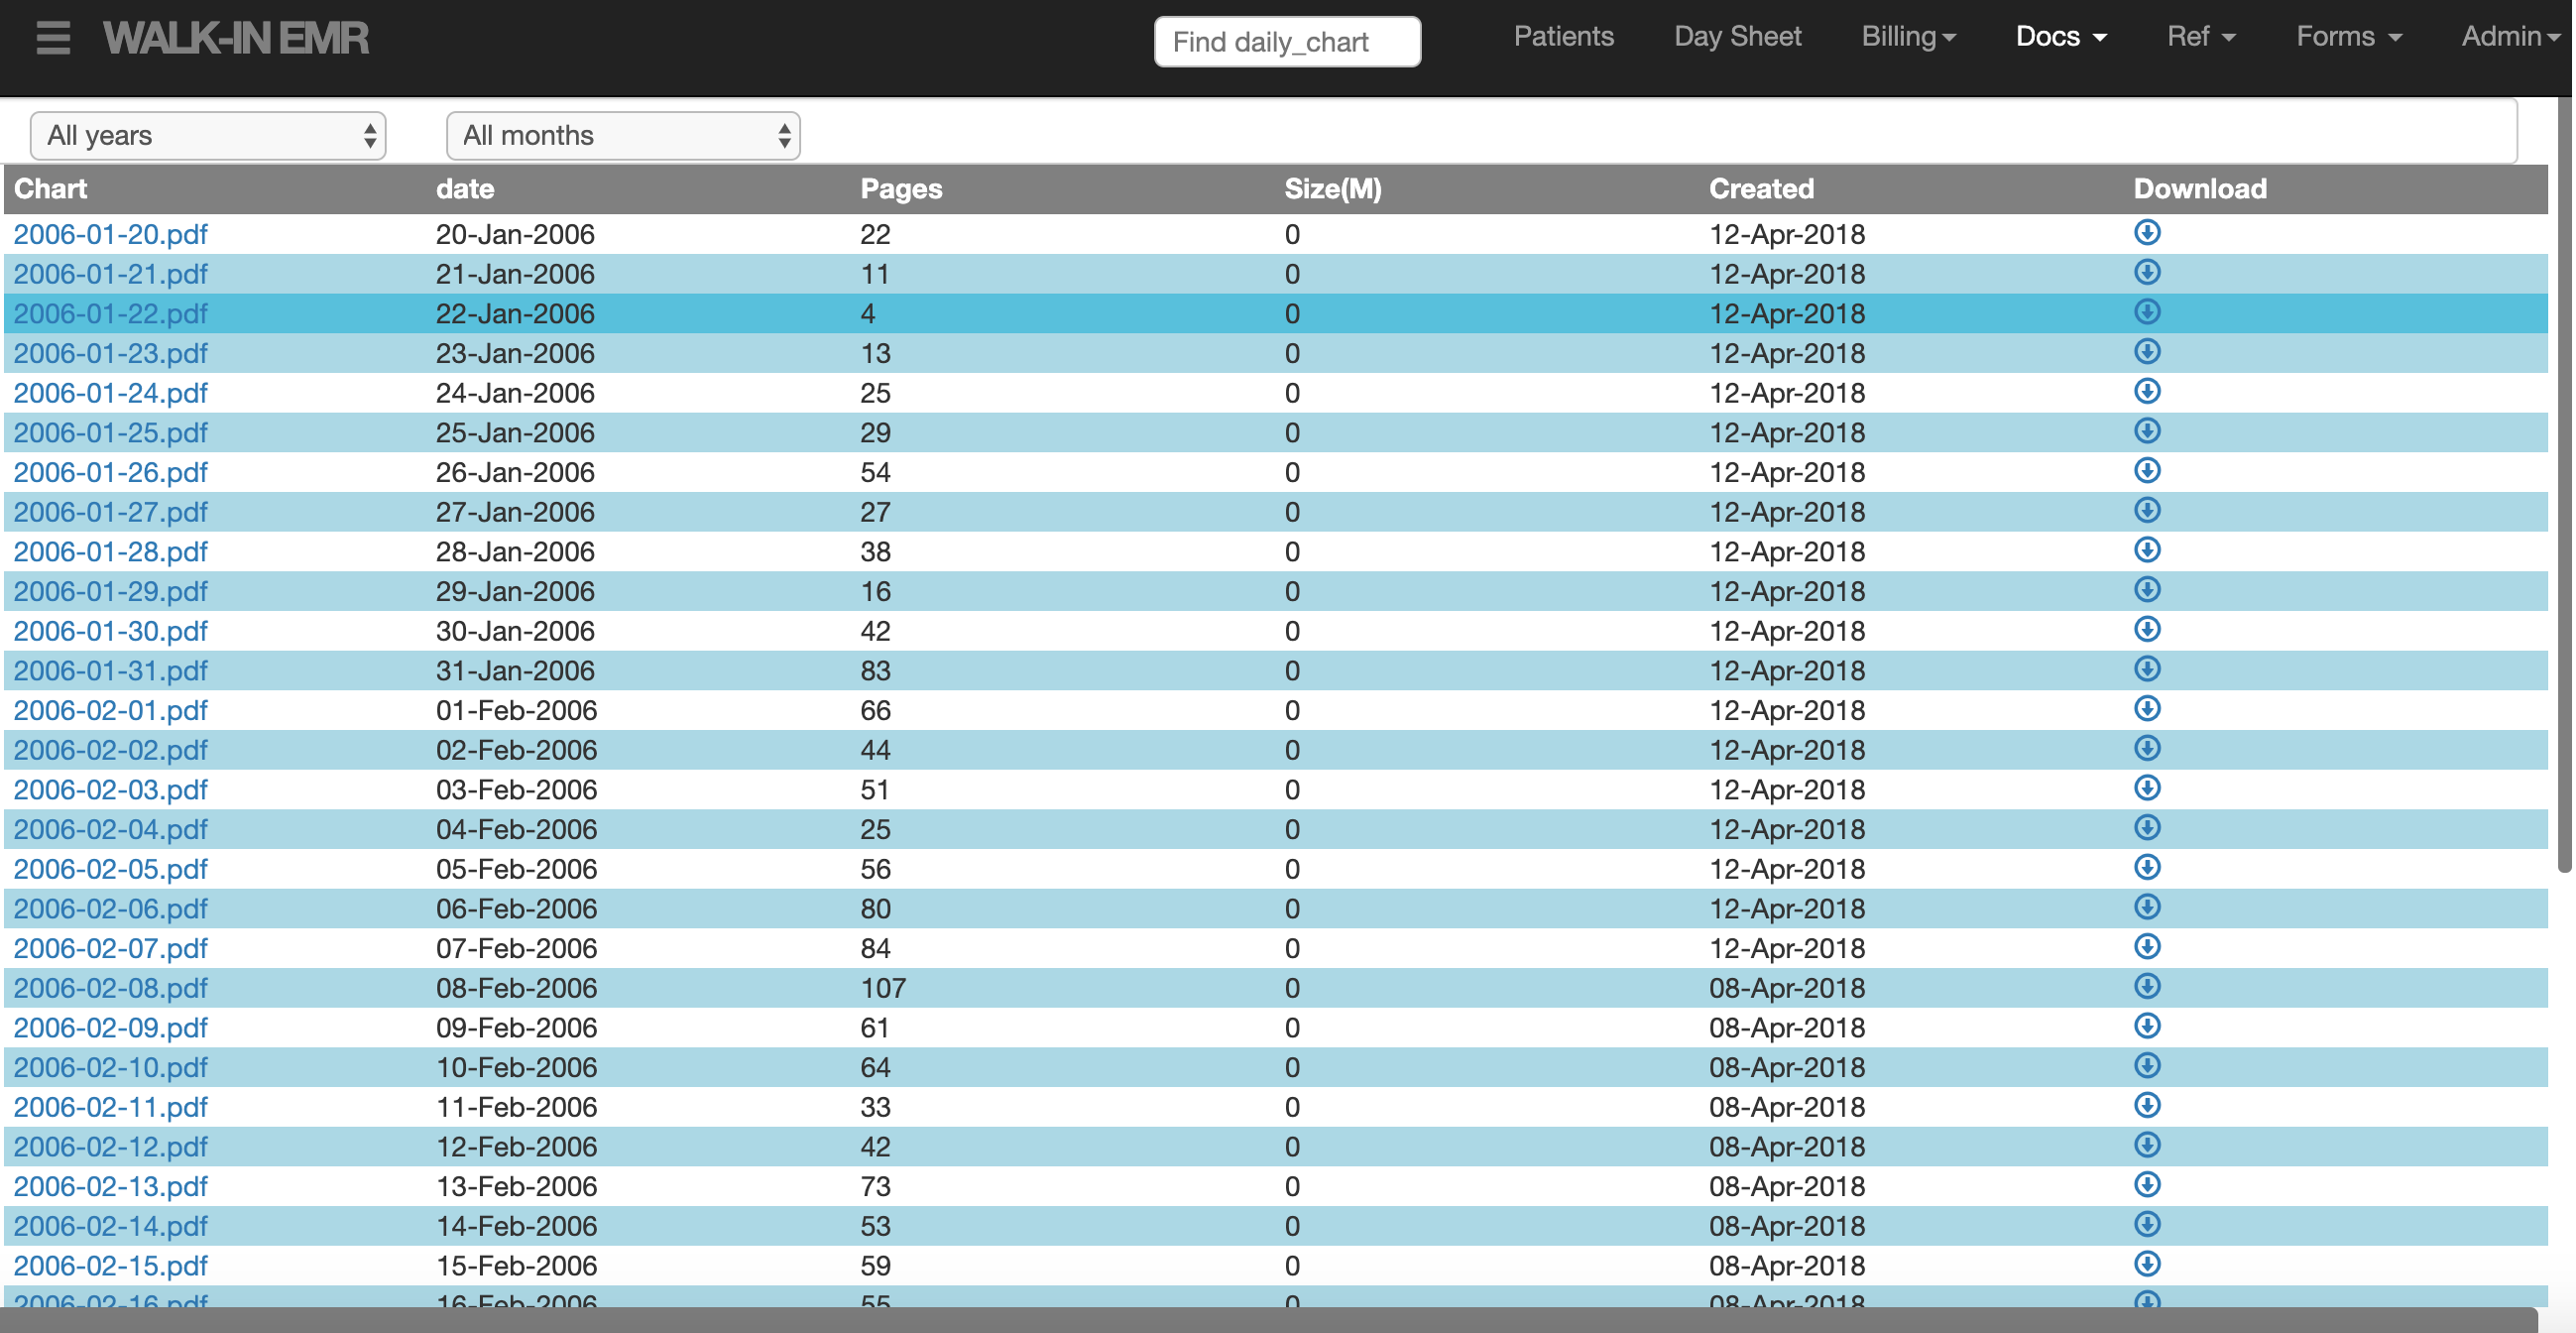 WALK-IN EMR Find daily_chart Patients Day Sheet Billing Docs Ref Forms Admin
All years All months
Chart date Pages Size(M) Created Download
2006-01-20.pdf 20-Jan-2006 22 0 12-Apr-2018
2006-01-21.pdf 21-Jan-2006 11 0 12-Apr-2018
2006-01-22.pdf 22-Jan-2006 4 0 12-Apr-2018
2006-01-23.pdf 23-Jan-2006 13 0 12-Apr-2018
2006-01-24.pdf 24-Jan-2006 25 0 12-Apr-2018
2006-01-25.pdf 25-Jan-2006 29 0 12-Apr-2018
2006-01-26.pdf 26-Jan-2006 54 0 12-Apr-2018
2006-01-27.pdf 27-Jan-2006 27 0 12-Apr-2018
2006-01-28.pdf 28-Jan-2006 38 0 12-Apr-2018
2006-01-29.pdf 29-Jan-2006 16 0 12-Apr-2018
2006-01-30.pdf 30-Jan-2006 42 0 12-Apr-2018
2006-01-31.pdf 31-Jan-2006 83 0 12-Apr-2018
2006-02-01.pdf 01-Feb-2006 66 0 12-Apr-2018
2006-02-02.pdf 02-Feb-2006 44 0 12-Apr-2018
2006-02-03.pdf 03-Feb-2006 51 0 12-Apr-2018
2006-02-04.pdf 04-Feb-2006 25 0 12-Apr-2018
2006-02-05.pdf 05-Feb-2006 56 0 12-Apr-2018
2006-02-06.pdf 06-Feb-2006 80 0 12-Apr-2018
2006-02-07.pdf 07-Feb-2006 84 0 12-Apr-2018
2006-02-08.pdf 08-Feb-2006 107 0 08-Apr-2018
2006-02-09.pdf 09-Feb-2006 61 0 08-Apr-2018
2006-02-10.pdf 10-Feb-2006 64 0 08-Apr-2018
2006-02-11.pdf 11-Feb-2006 33 0 08-Apr-2018
2006-02-12.pdf 12-Feb-2006 42 0 08-Apr-2018
2006-02-13.pdf 13-Feb-2006 73 0 08-Apr-2018
2006-02-14.pdf 14-Feb-2006 53 0 08-Apr-2018
2006-02-15.pdf 15-Feb-2006 59 0 08-Apr-2018
2006-02-16.pdf 16-Feb-2006 55 0 08-Apr-2018